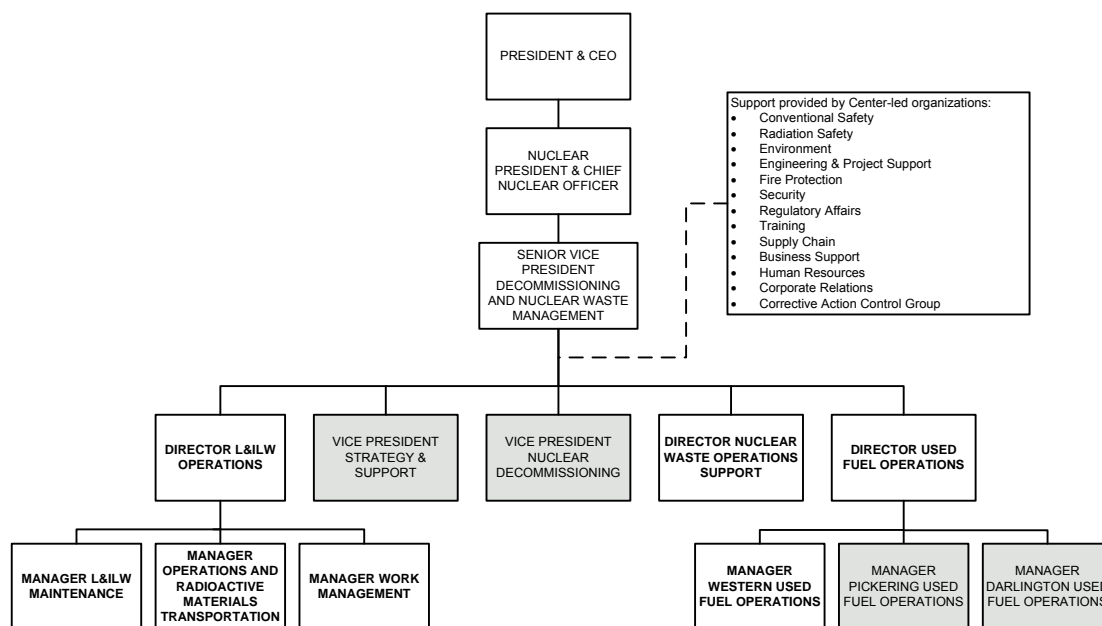 PRESIDENT & CEO
Support provided by Center-led organizations:
• Conventional Safety
• Radiation Safety
• Environment
• Engineering & Project Support
• Fire Protection
• Security
• Regulatory Affairs
• Training
• Supply Chain
• Business Support
• Human Resources
• Corporate Relations
• Corrective Action Control Group
NUCLEAR
PRESIDENT & CHIEF
NUCLEAR OFFICER
SENIOR VICE
PRESIDENT
DECOMMISSIONING
AND NUCLEAR WASTE
MANAGEMENT
DIRECTOR L&ILW
OPERATIONS
VICE PRESIDENT
STRATEGY &
SUPPORT
VICE PRESIDENT
NUCLEAR
DECOMMISSIONING
DIRECTOR NUCLEAR
WASTE OPERATIONS
SUPPORT
DIRECTOR USED
FUEL OPERATIONS
MANAGER L&ILW
MAINTENANCE
MANAGER
OPERATIONS AND
RADIOACTIVE
MATERIALS
TRANSPORTATION
MANAGER WORK
MANAGEMENT
MANAGER
WESTERN USED
FUEL OPERATIONS
MANAGER
PICKERING USED
FUEL OPERATIONS
MANAGER
DARLINGTON USED
FUEL OPERATIONS